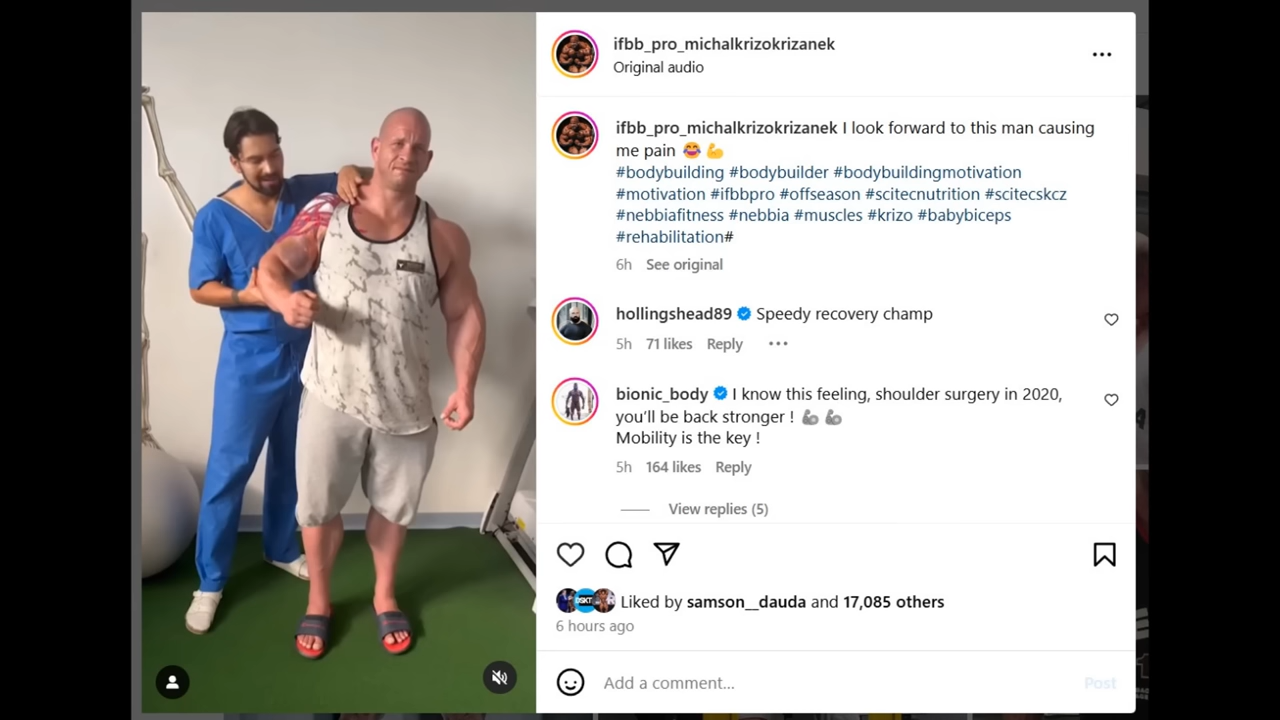 ifbb_pro_michalkrizokrizanek
Original audio
ifbb_pro_michalkrizokrizanek I look forward to this man causing
me pain 😂 💪
#bodybuilding #bodybuilder #bodybuildingmotivation
#motivation #ifbbpro #offseason #scitecnutrition #scitecskcz
#nebbiafitness #nebbia #muscles #krizo #babybiceps
#rehabilitation#
6h See original
hollingshead89 Speedy recovery champ
5h 71 likes Reply
bionic_body I know this feeling, shoulder surgery in 2020,
you'll be back stronger ! 🦾 🦾
Mobility is the key !
5h 164 likes Reply
View replies (5)
Liked by samson__dauda and 17,085 others
6 hours ago
Add a comment...
Post